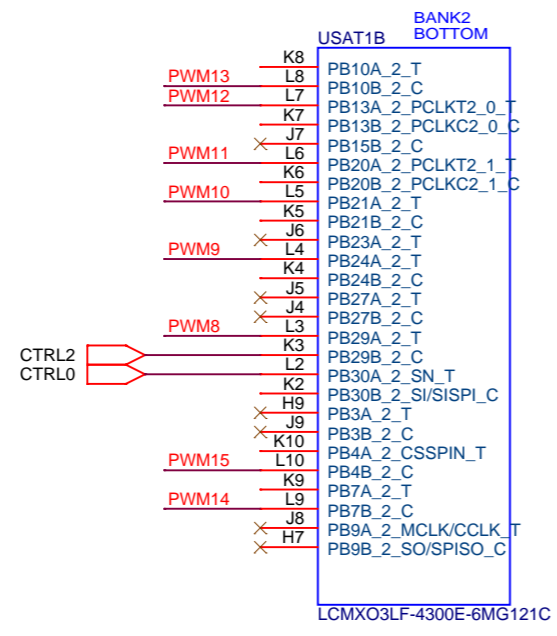 BANK2
BOTTOM
USAT1B
K8 PB10A_2_T
PWM13 L8 PB10B_2_C
PWM12 L7 PB13A_2_PCLKT2_0_T
K7 PB13B_2_PCLKC2_0_C
J7 PB15B_2_C
PWM11 L6 PB20A_2_PCLKT2_1_T
K6 PB20B_2_PCLKC2_1_C
PWM10 L5 PB21A_2_T
K5 PB21B_2_C
J6 PB23A_2_T
PWM9 L4 PB24A_2_T
K4 PB24B_2_C
J5 PB27A_2_T
J4 PB27B_2_C
PWM8 L3 PB29A_2_T
CTRL2 K3 PB29B_2_C
CTRL0 L2 PB30A_2_SN_T
K2 PB30B_2_SI/SISPI_C
H9 PB3A_2_T
J9 PB3B_2_C
K10 PB4A_2_CSSPIN_T
PWM15 L10 PB4B_2_C
K9 PB7A_2_T
PWM14 L9 PB7B_2_C
J8 PB9A_2_MCLK/CCLK_T
H7 PB9B_2_SO/SPISO_C
LCMXO3LF-4300E-6MG121C